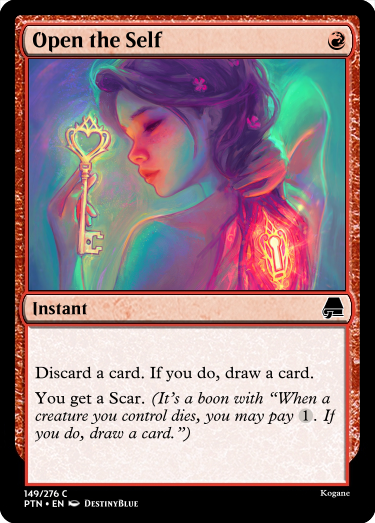 Open the Self
Instant
Discard a card. If you do, draw a card.
You get a Scar. (It's a boon with “When a
creature you control dies, you may pay 1. If
you do, draw a card.”)
149/276 C
Kogane
PTN • EN DestinyBlue